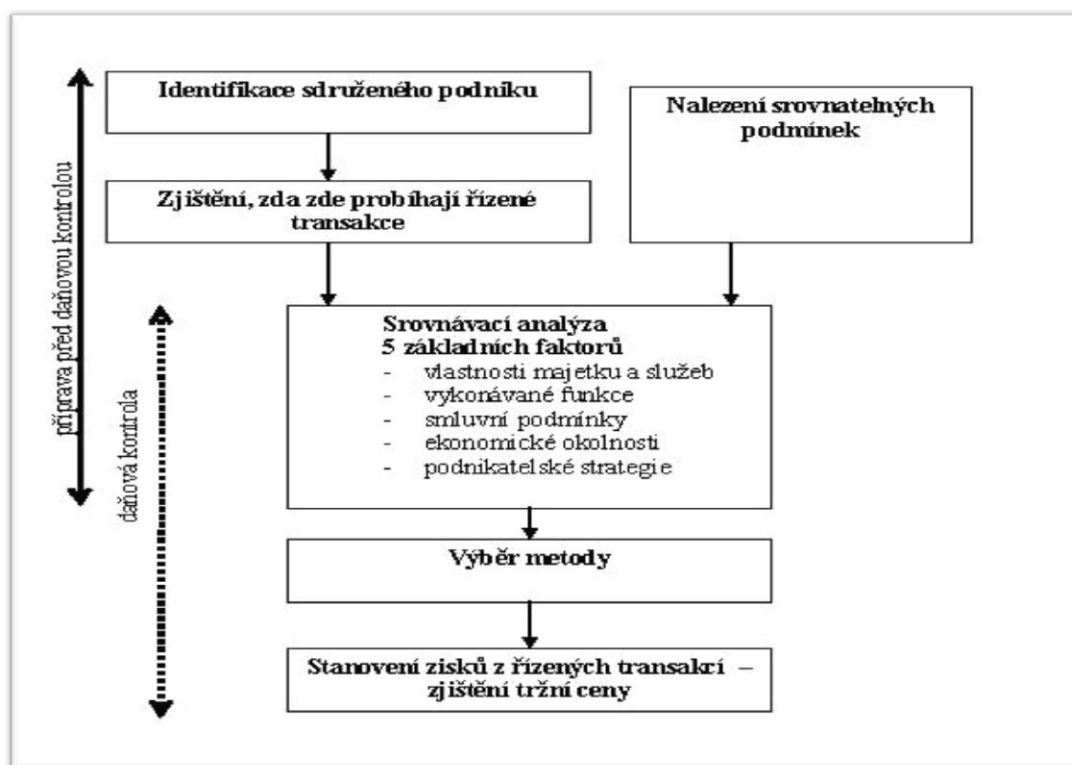 Identifikace sdruženého podniku
Zjištění, zda zde probíhají řízené
transakce
Nalezení srovnatelných
podmínek
příprava před daňovou kontrolou
daňová kontrola
Srovnávací analýza
5 základních faktorů
- vlastnosti majetku a služeb
- vykonávané funkce
- smluvní podmínky
- ekonomické okolnosti
- podnikatelské strategie
Výběr metody
Stanovení zisků z řízených transakcí –
zjištění tržní ceny